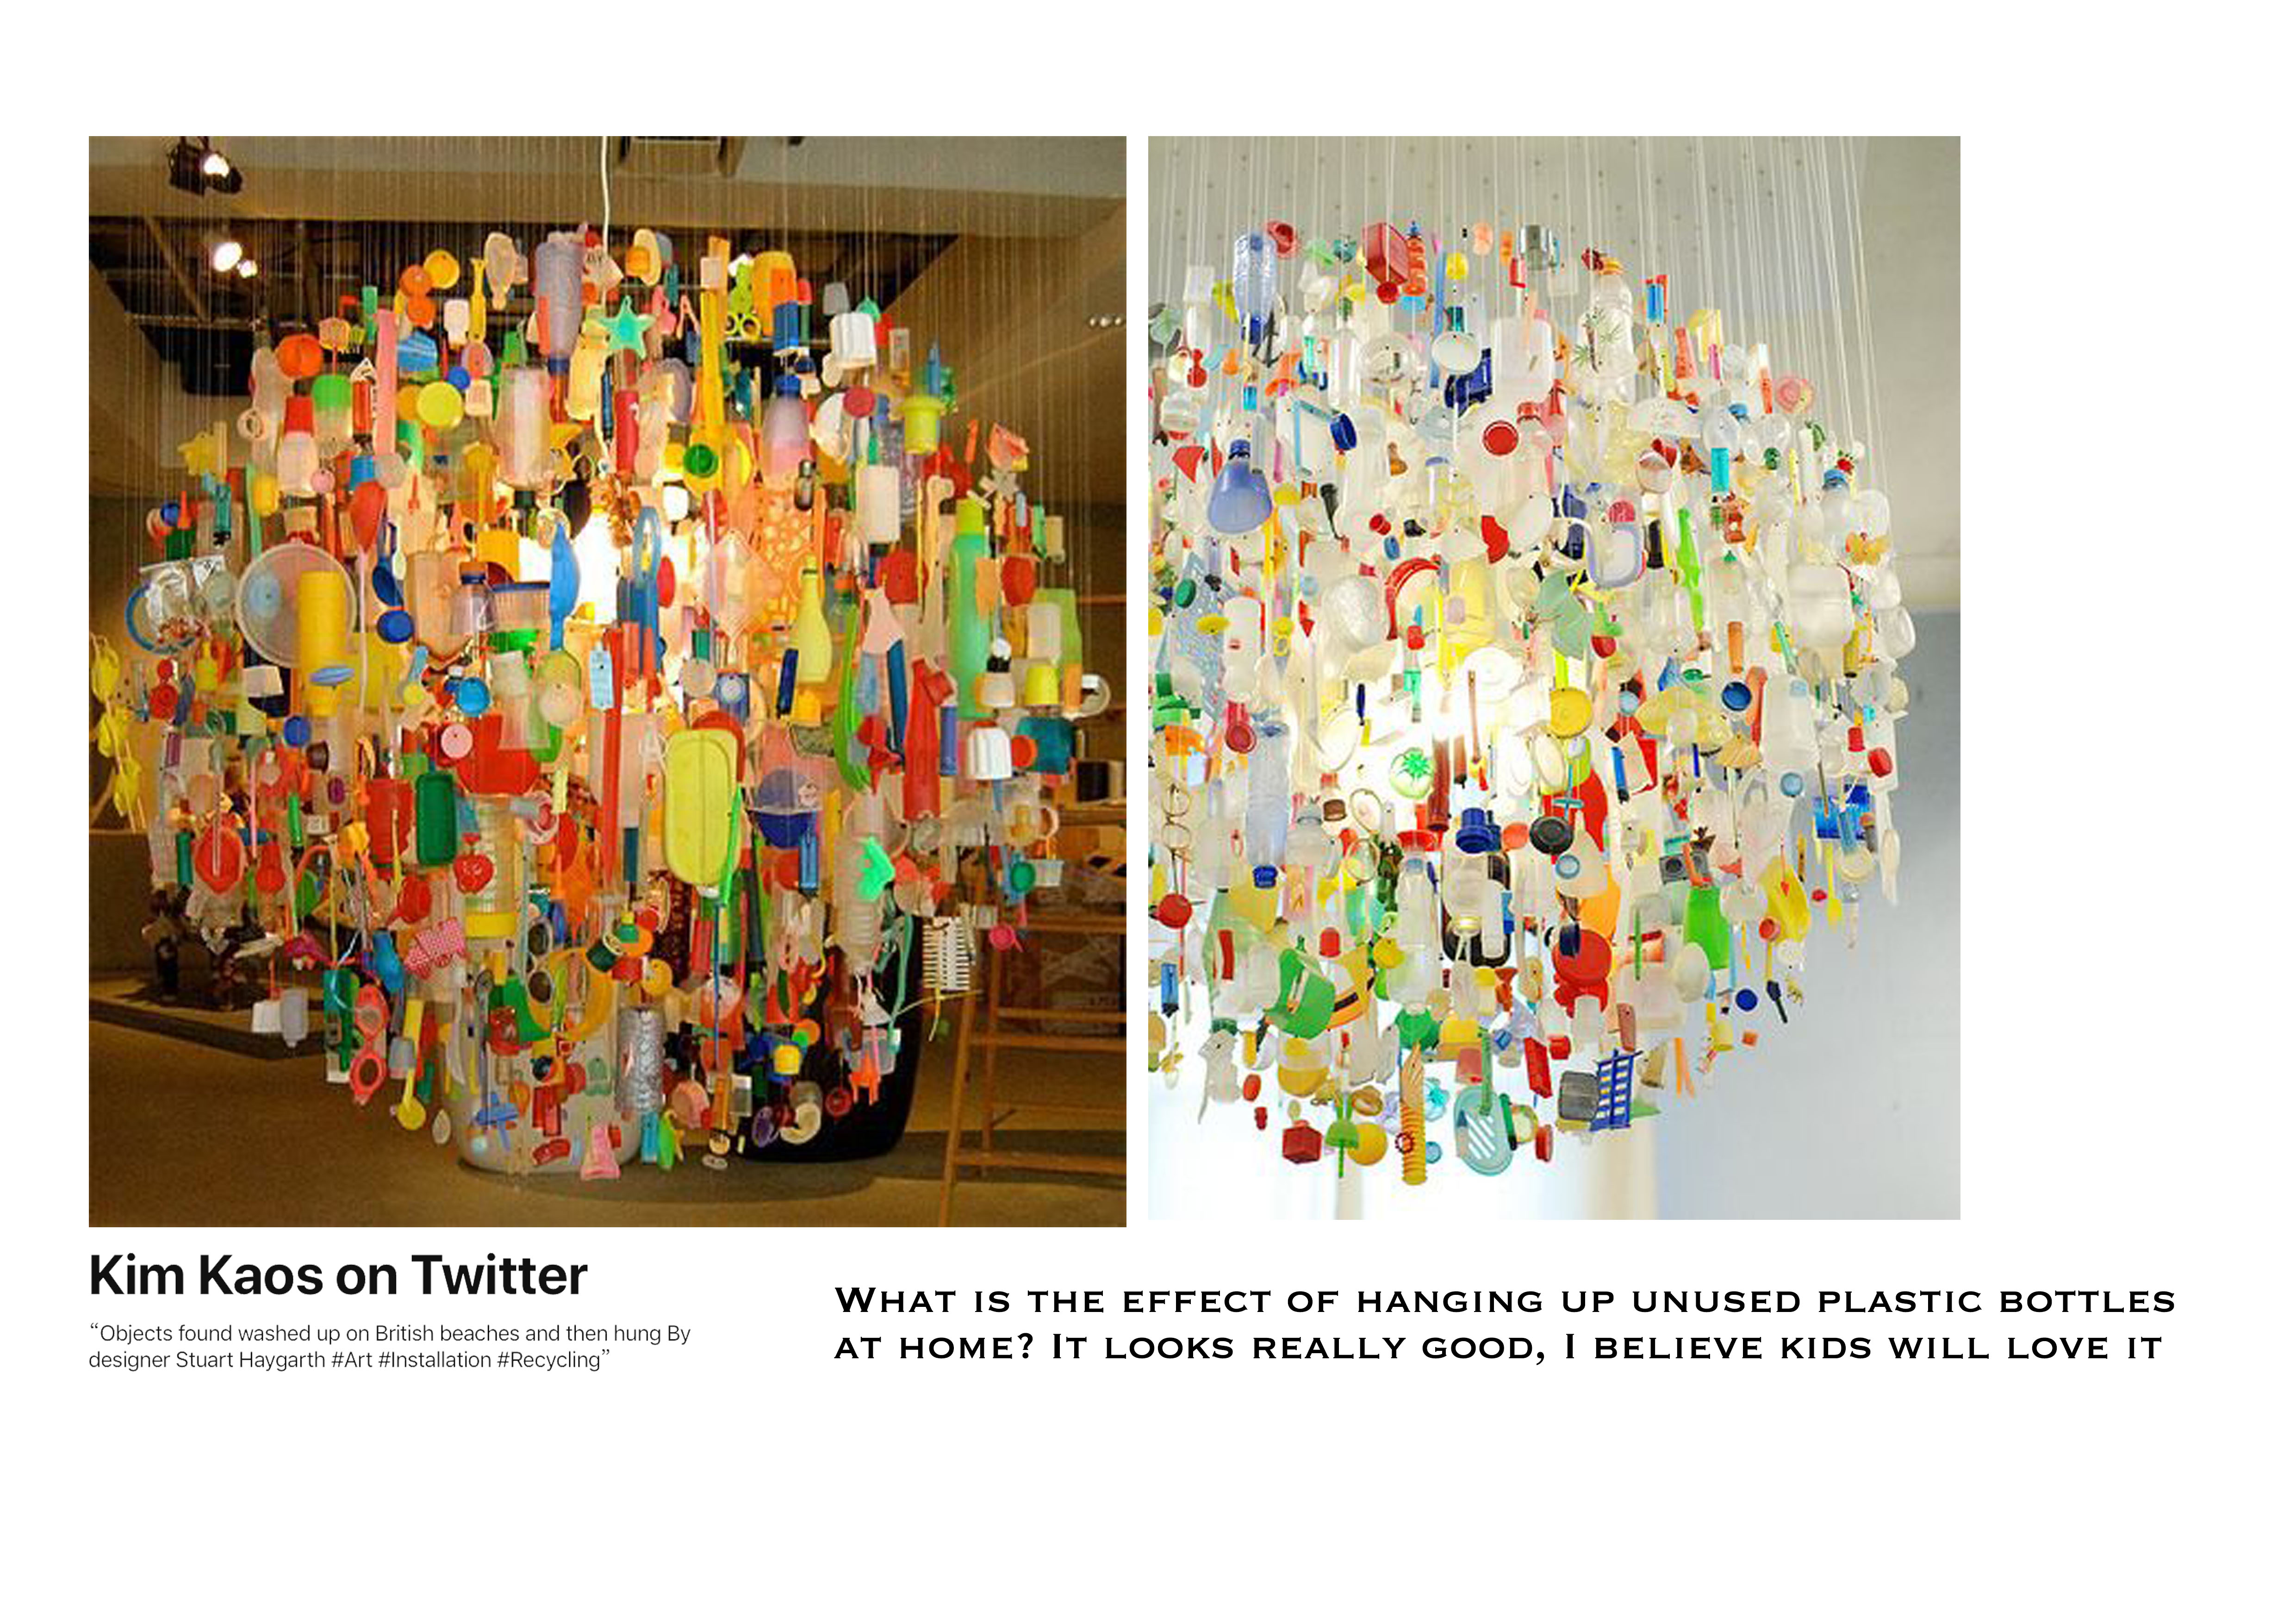 Kim Kaos on Twitter
“Objects found washed up on British beaches and then hung By
designer Stuart Haygarth #Art #Installation #Recycling”
What is the effect of hanging up unused plastic bottles
at home? It looks really good, I believe kids will love it